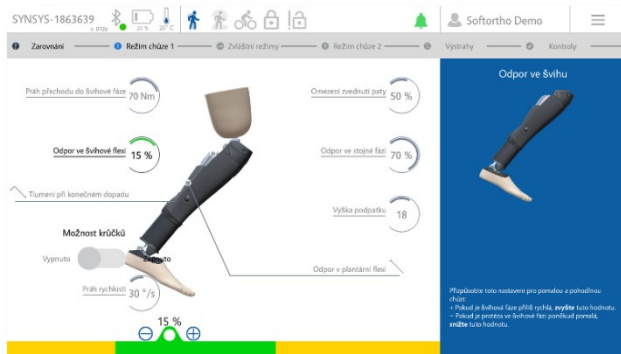 SYNSYS-1863639
v. 012o
25 %
26° C
Softortho Demo
Zarovnání
Režim chůze 1
Zvláštní režimy
Režim chůze 2
Výstrahy
Kontroly
Práh přechodu do švihové fáze
70 Nm
Omezení zvednutí paty
50 %
Odpor ve švihové flexi
15 %
Odpor ve stojné fázi
70 %
Tlumení při konečném dopadu
Výška podpatku
18
Možnost krůčků
Vypnuto
Zapnuto
Odpor v plantární flexi
Práh rychlosti
30 °/s
15 %
Odpor ve švihu
Přizpůsobte toto nastavení pro pomalou a pohodlnou
chůzi:
+ Pokud je švihová fáze příliš rychlá, zvyšte tuto hodnotu.
– Pokud je protéza ve švihové fázi poněkud pomalá,
snižte tuto hodnotu.